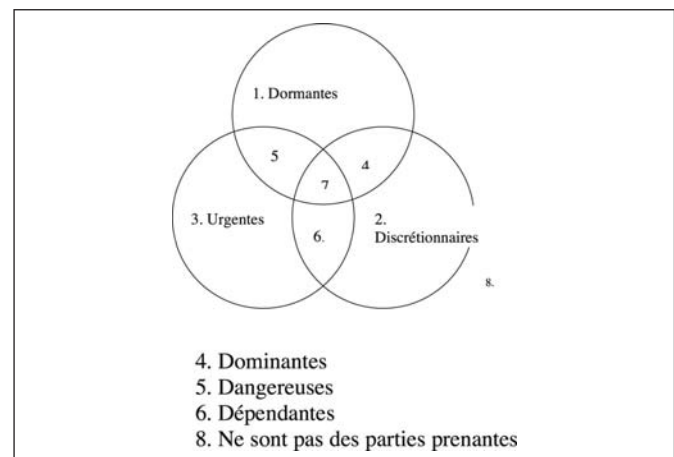 1. Dormantes
5
4
7
3. Urgentes
2.
Discrétionnaires
6.
8.
4. Dominantes
5. Dangereuses
6. Dépendantes
8. Ne sont pas des parties prenantes